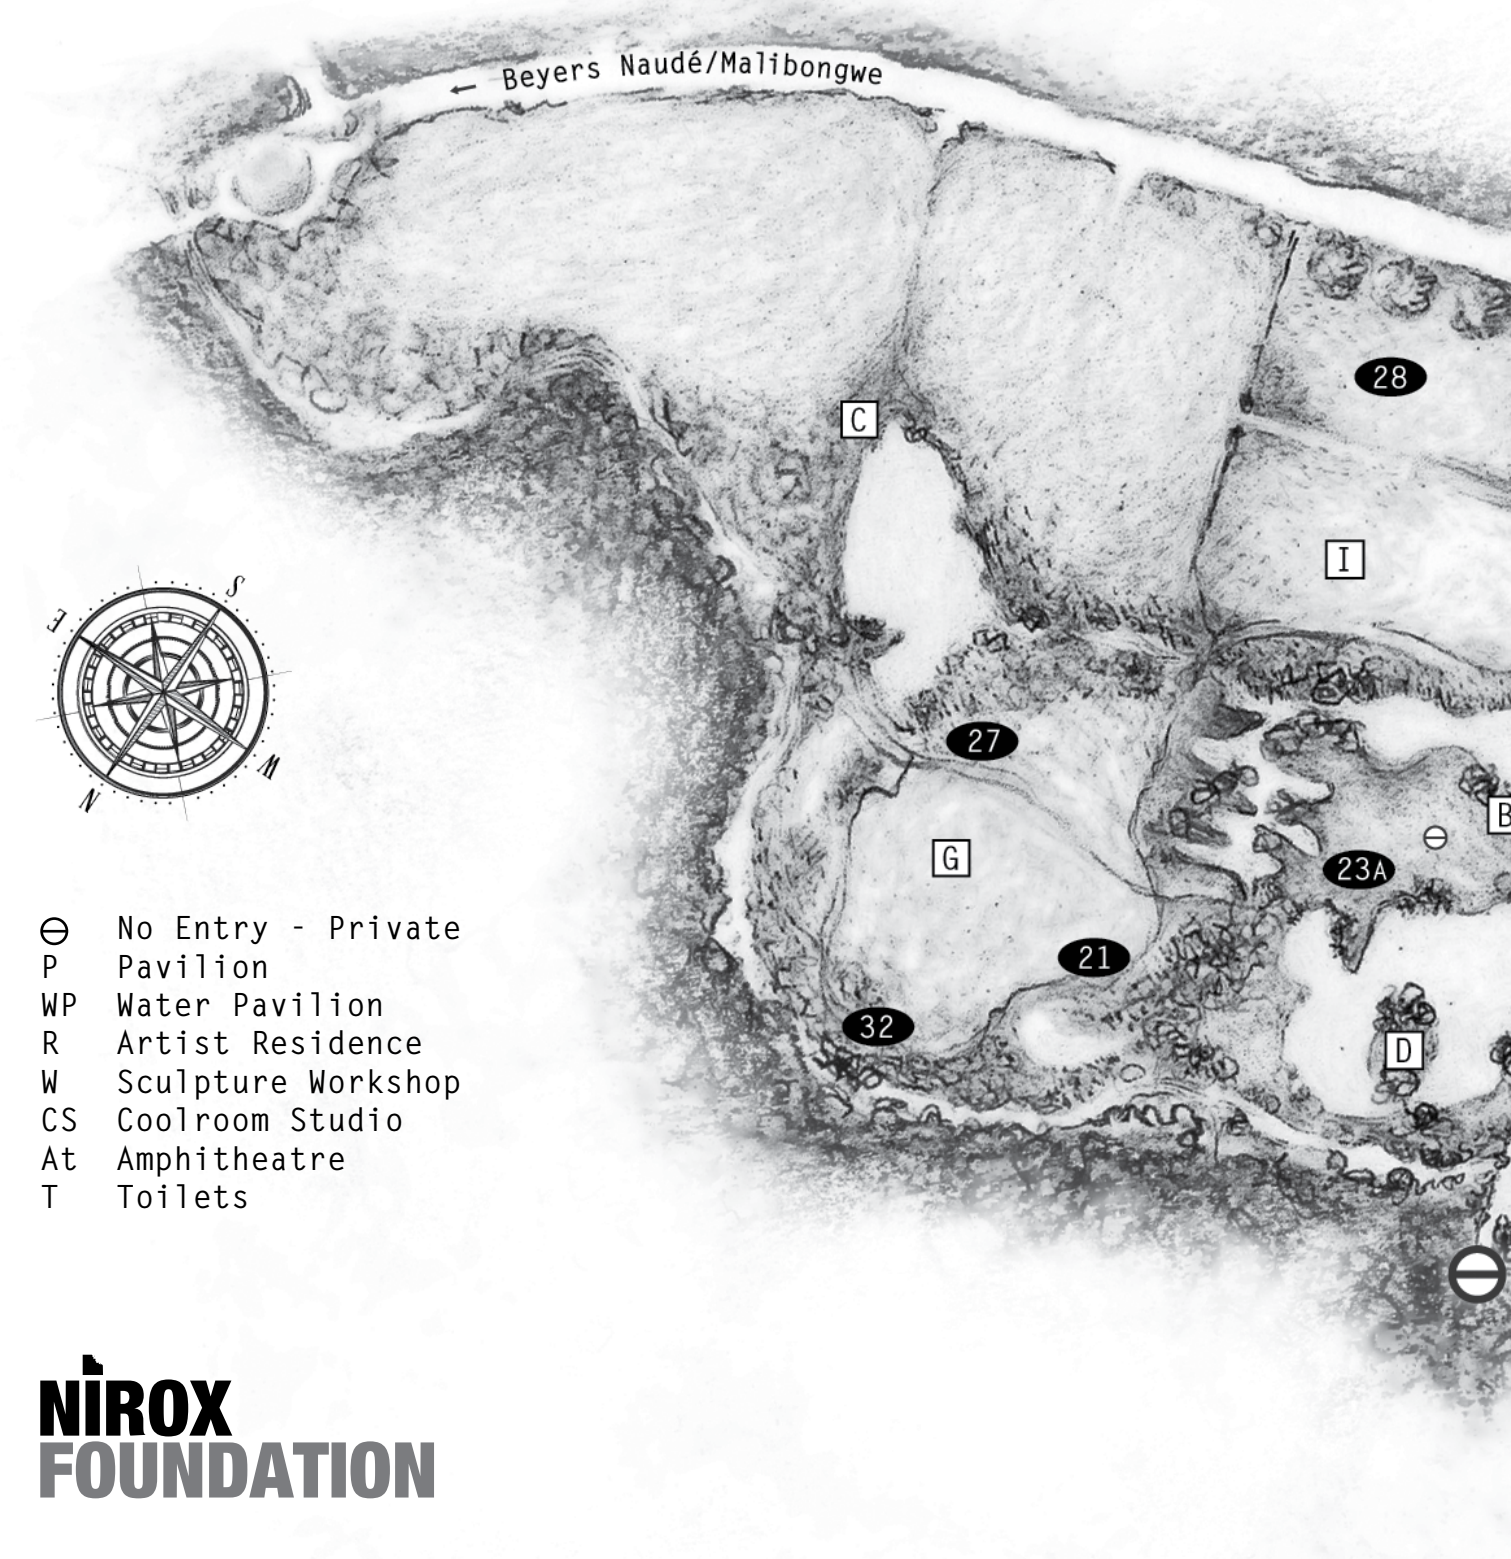 ← Beyers Naudé/Malibongwe
28
C
I
S
E
W
N
27
B
G
23A
21
32
D
No Entry - Private
P Pavilion
WP Water Pavilion
R Artist Residence
W Sculpture Workshop
CS Coolroom Studio
At Amphitheatre
T Toilets
NIROX
FOUNDATION